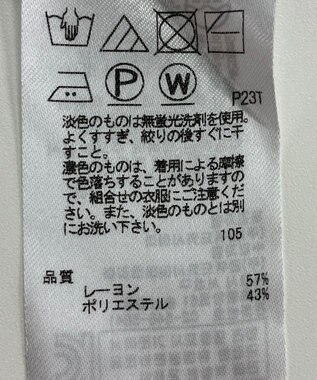 P
W
P23T
淡色のものは無蛍光洗剤を使用。
よくすすぎ、絞りの後すぐに干
すこと。
濃色のものは、着用による摩擦
で色落ちすることがありますの
で、組合せの衣服にご注意くださ
い。また、淡色のものとは別
にお洗い下さい。
105
品質
レーヨン 57%
ポリエステル 43%